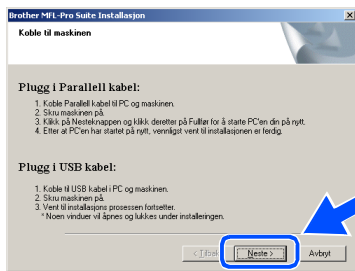 Brother MFL-Pro Suite Installasjon
Koble til maskinen
Plugg i Parallell kabel:
1. Koble Parallell kabel til PC og maskinen.
2. Skru maskinen på.
3. Klikk på Nesteknappen og klikk deretter på Fullfør for å starte PC'en din på nytt.
4. Etter at PC'en har startet på nytt, vennligst vent til installasjonen er ferdig.
Plugg i USB kabel:
1. Koble til USB kabel i PC og maskinen.
2. Skru maskinen på.
3. Vent til installasjons prosessen fortsetter.
* Noen vinduer vil åpnes og lukkes under installeringen.
Neste > Avbryt